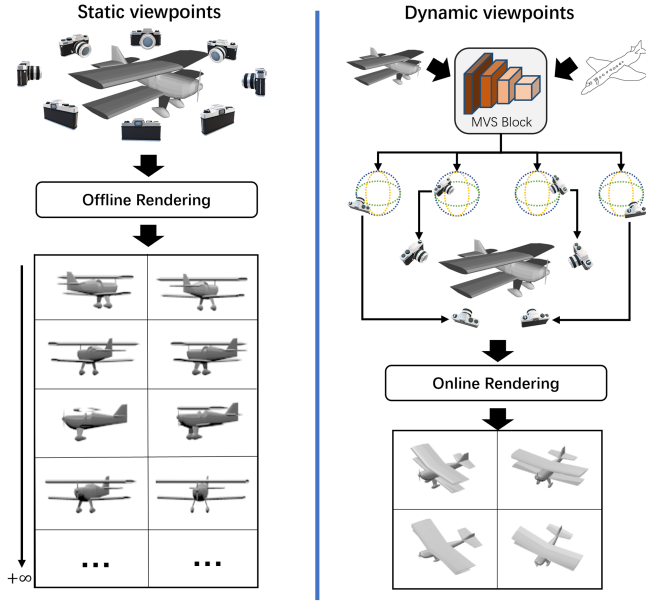 Static viewpoints
Offline Rendering
... ...
+∞
Dynamic viewpoints
MVS Block
Online Rendering